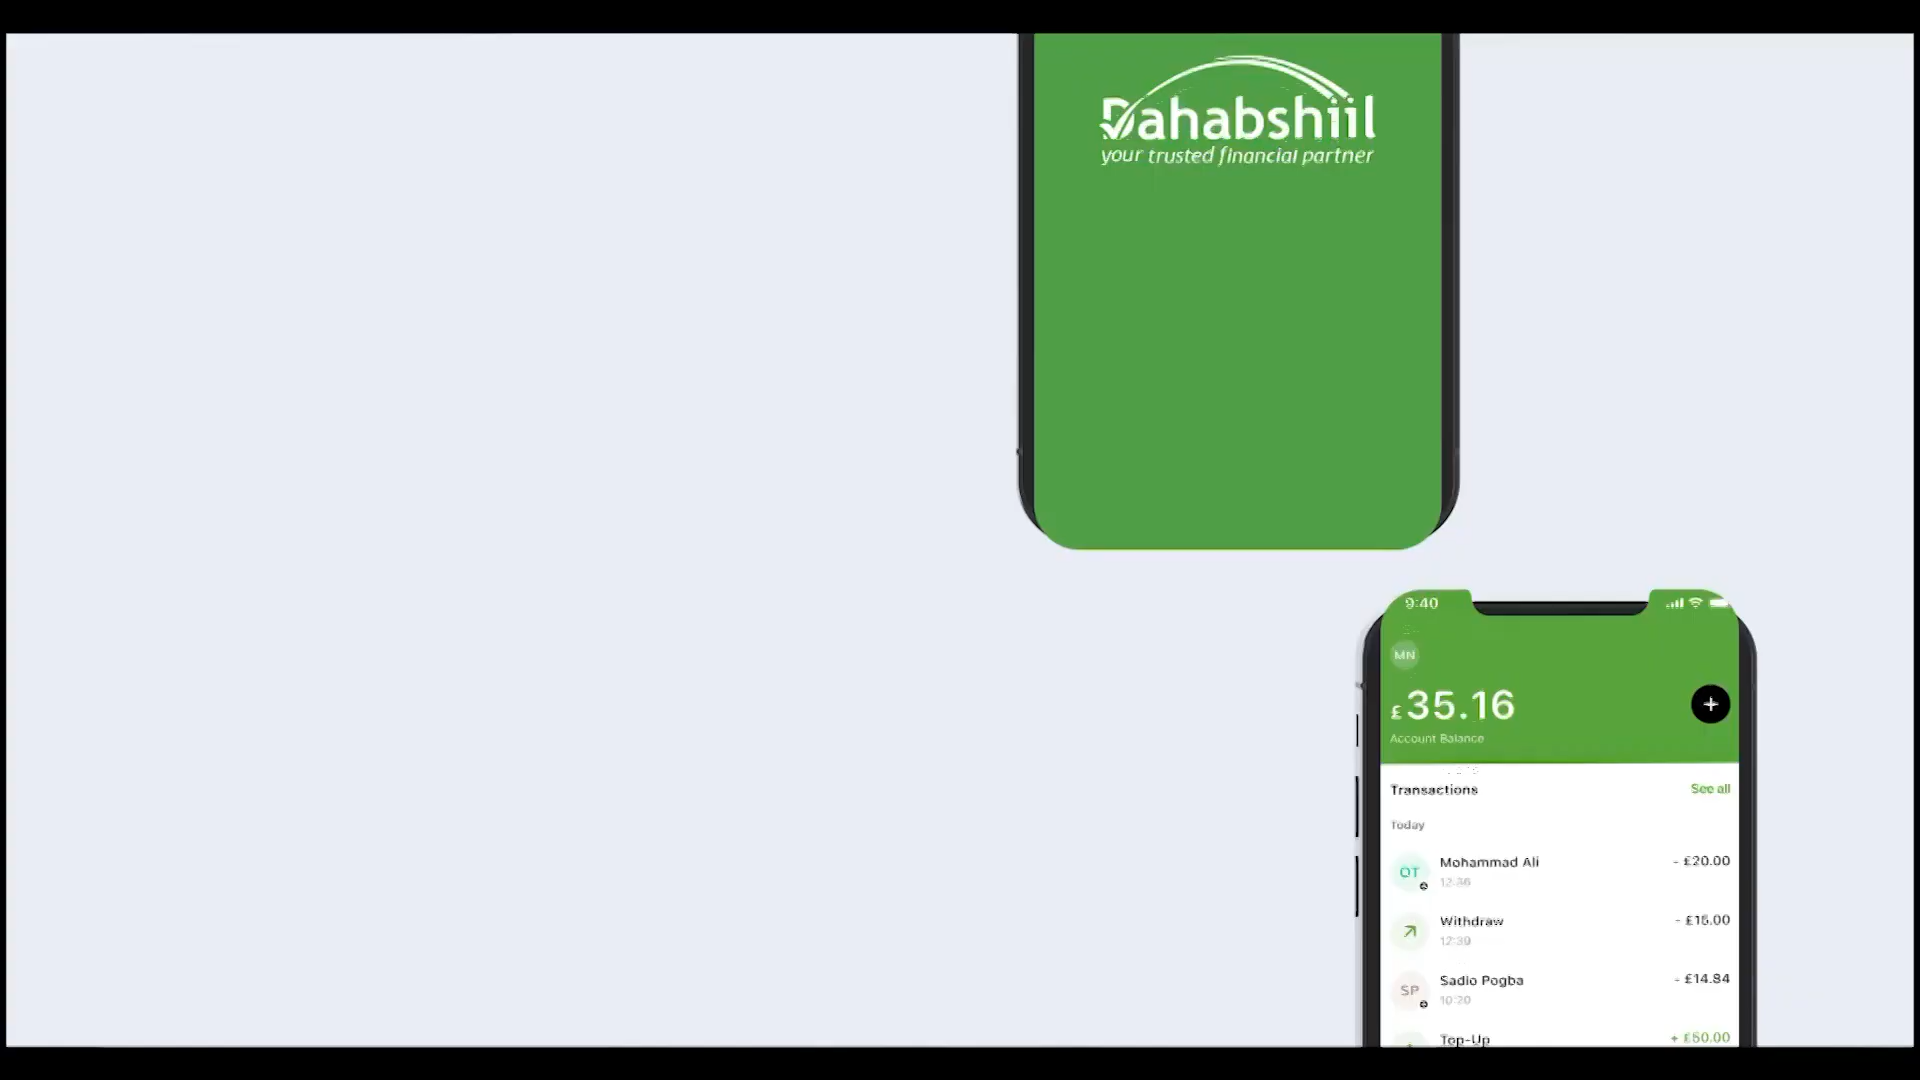 Dahabshiil
your trusted financial partner
9:40
MN
£35.16
Account Balance
Transactions
See all
Today
OT
Mohammad Ali
- £20.00
12:36
Withdraw
- £15.00
12:39
SP
Sadio Pogba
- £14.84
10:20
Top-Up
+ £50.00